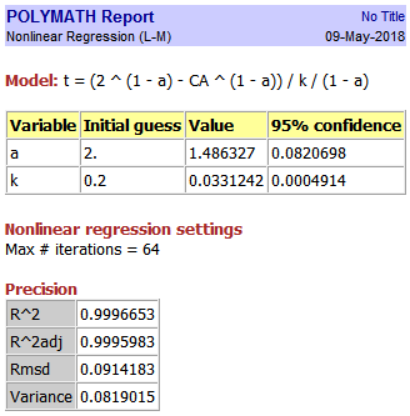 POLYMATH Report No Title
Nonlinear Regression (L-M) 09-May-2018
Model: t = (2 ^ (1 - a) - CA ^ (1 - a)) / k / (1 - a)
Variable Initial guess Value 95% confidence
a 2. 1.486327 0.0820698
k 0.2 0.0331242 0.0004914
Nonlinear regression settings
Max # iterations = 64
Precision
R^2 0.9996653
R^2adj 0.9995983
Rmsd 0.0914183
Variance 0.0819015